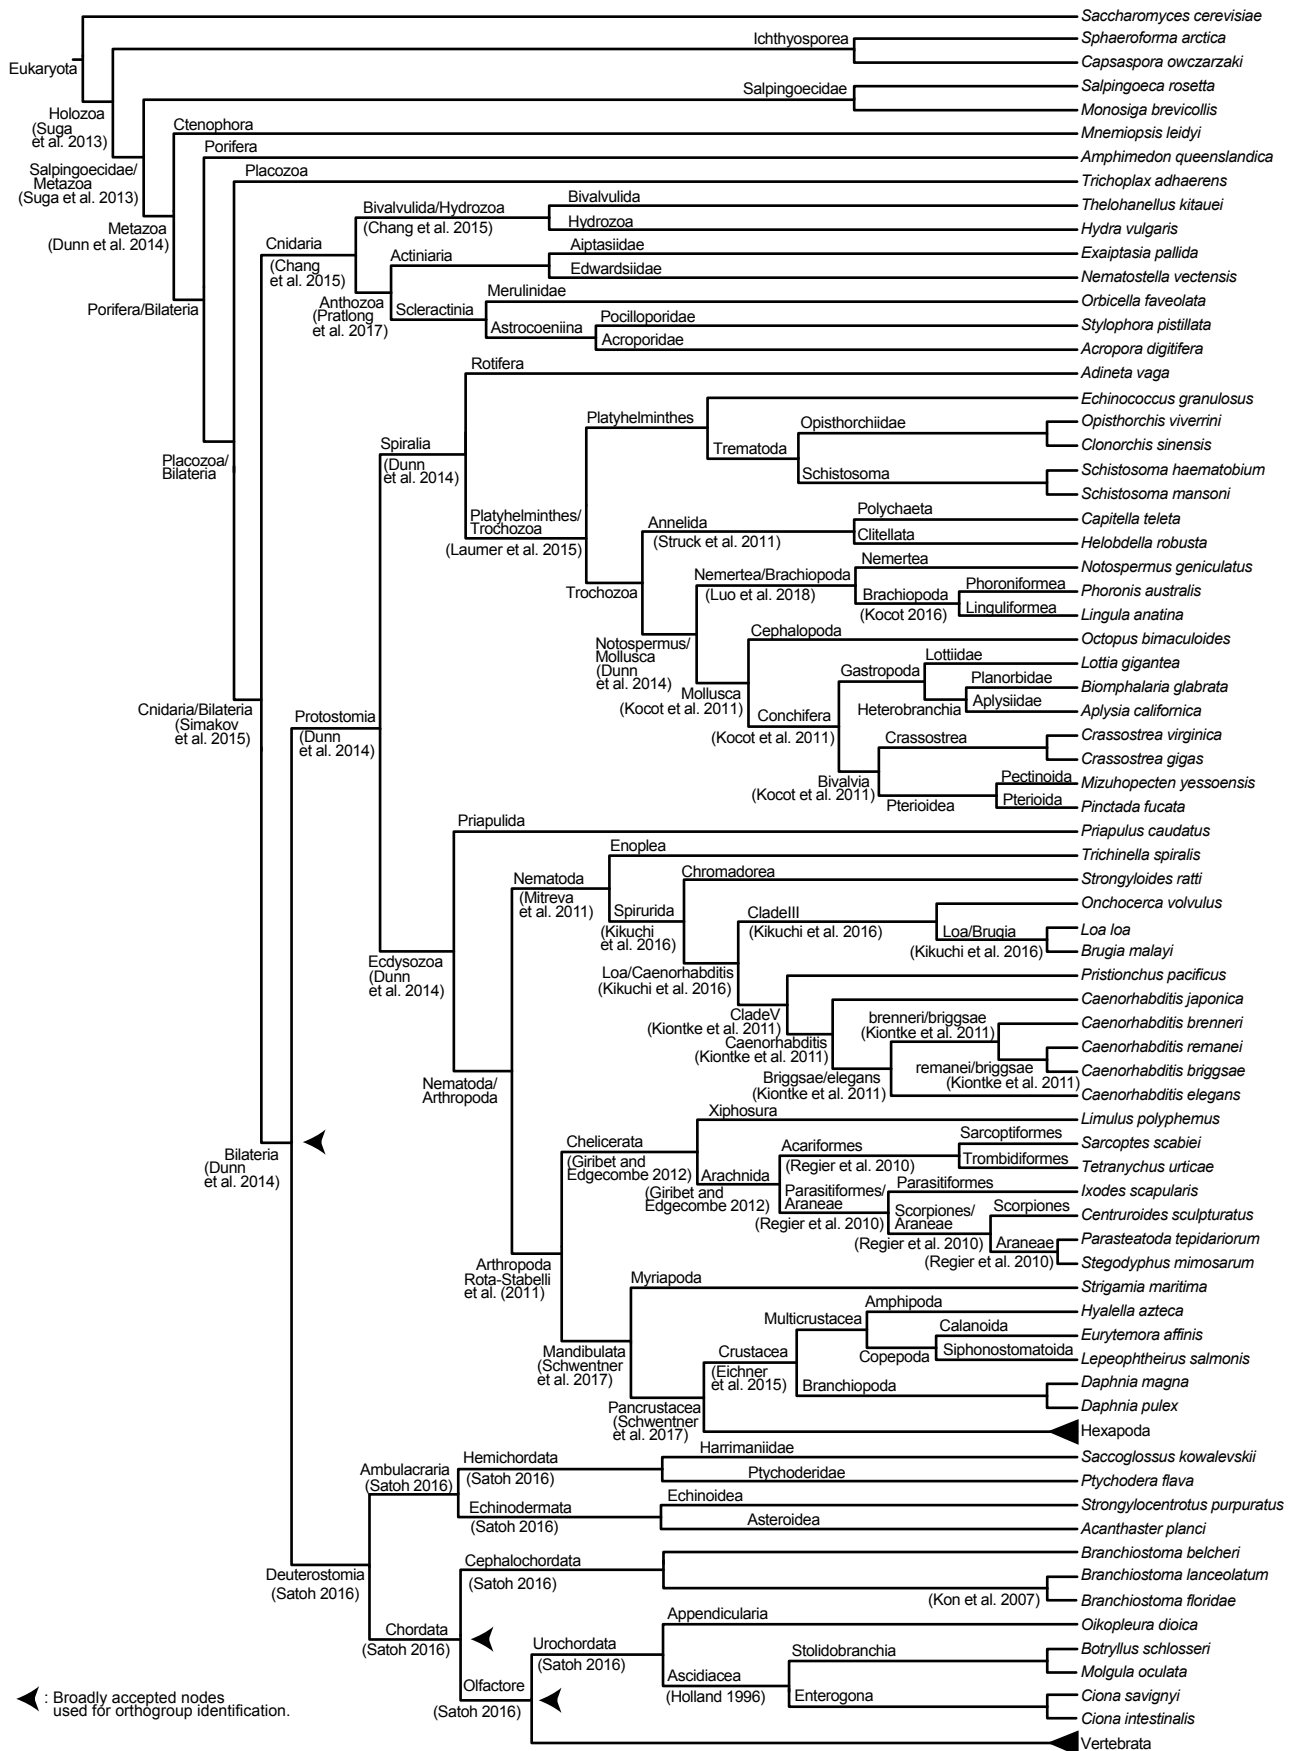 Saccharomyces cerevisiae
Ichthyosporea
Sphaeroforma arctica
Capsaspora owczarzaki
Eukaryota
Salpingoecidae
Salpingoeca rosetta
Monosiga brevicollis
Holozoa
(Suga
et al. 2013)
Ctenophora
Mnemiopsis leidyi
Porifera
Amphimedon queenslandica
Salpingoecidae/
Metazoa
(Suga et al. 2013)
Placozoa
Trichoplax adhaerens
Metazoa
(Dunn et al. 2014)
Bivalvulida/Hydrozoa
(Chang et al. 2015)
Bivalvulida
Thelohanellus kitauei
Hydrozoa
Hydra vulgaris
Cnidaria
(Chang
et al. 2015)
Actiniaria
Aiptasiidae
Exaiptasia pallida
Edwardsiidae
Nematostella vectensis
Porifera/Bilateria
Anthozoa
(Pratlong
et al. 2017)
Scleractinia
Merulinidae
Orbicella faveolata
Astrocoeniina
Pocilloporidae
Stylophora pistillata
Acroporidae
Acropora digitifera
Rotifera
Adineta vaga
Platyhelminthes
Echinococcus granulosus
Opisthorchiidae
Opisthorchis viverrini
Clonorchis sinensis
Trematoda
Schistosoma
Schistosoma haematobium
Schistosoma mansoni
Placozoa/
Bilateria
Spiralia
(Dunn
et al. 2014)
Platyhelminthes/
Trochozoa
(Laumer et al. 2015)
Annelida
(Struck et al. 2011)
Polychaeta
Capitella teleta
Clitellata
Helobdella robusta
Trochozoa
Nemertea/Brachiopoda
(Luo et al. 2018)
Nemertea
Notospermus geniculatus
Brachiopoda
(Kocot 2016)
Phoroniformea
Phoronis australis
Linguliformea
Lingula anatina
Notospermus/
Mollusca
(Dunn
et al. 2014)
Cephalopoda
Octopus bimaculoides
Mollusca
(Kocot et al. 2011)
Gastropoda
Lottiidae
Lottia gigantea
Heterobranchia
Planorbidae
Biomphalaria glabrata
Aplysiidae
Aplysia californica
Conchifera
(Kocot et al. 2011)
Crassostrea
Crassostrea virginica
Crassostrea gigas
Bivalvia
(Kocot et al. 2011)
Pterioidea
Pectinoida
Mizuhopecten yessoensis
Pterioida
Pinctada fucata
Cnidaria/Bilateria
(Simakov
et al. 2015)
Protostomia
(Dunn
et al. 2014)
Priapulida
Priapulus caudatus
Nematoda
(Mitreva
et al. 2011)
Enoplea
Trichinella spiralis
Spirurida
(Kikuchi
et al. 2016)
Chromadorea
Strongyloides ratti
Loa/Caenorhabditis
(Kikuchi et al. 2016)
CladeIII
(Kikuchi et al. 2016)
Onchocerca volvulus
Loa/Brugia
(Kikuchi et al. 2016)
Loa loa
Brugia malayi
Ecdysozoa
(Dunn
et al. 2014)
CladeV
(Kiontke et al. 2011)
Pristionchus pacificus
Caenorhabditis
(Kiontke et al. 2011)
Caenorhabditis japonica
brenneri/briggsae
(Kiontke et al. 2011)
Caenorhabditis brenneri
remanei/briggsae
(Kiontke et al. 2011)
Caenorhabditis remanei
Caenorhabditis briggsae
Briggsae/elegans
(Kiontke et al. 2011)
Caenorhabditis elegans
Nematoda/
Arthropoda
Chelicerata
(Giribet and
Edgecombe 2012)
Xiphosura
Limulus polyphemus
Arachnida
(Giribet and
Edgecombe 2012)
Acariformes
(Regier et al. 2010)
Sarcoptiformes
Sarcoptes scabiei
Trombidiformes
Tetranychus urticae
Parasitiformes/
Araneae
(Regier et al. 2010)
Parasitiformes
Ixodes scapularis
Scorpiones/
Araneae
(Regier et al. 2010)
Scorpiones
Centruroides sculpturatus
Araneae
(Regier et al. 2010)
Parasteatoda tepidariorum
Stegodyphus mimosarum
Bilateria
(Dunn
et al. 2014)
Arthropoda
Rota-Stabelli
et al. (2011)
Myriapoda
Strigamia maritima
Mandibulata
(Schwentner
et al. 2017)
Multicrustacea
Amphipoda
Hyalella azteca
Copepoda
Calanoida
Eurytemora affinis
Siphonostomatoida
Lepeophtheirus salmonis
Crustacea
(Eichner
et al. 2015)
Branchiopoda
Daphnia magna
Daphnia pulex
Pancrustacea
(Schwentner
et al. 2017)
Hexapoda
Ambulacraria
(Satoh 2016)
Hemichordata
(Satoh 2016)
Harrimaniidae
Saccoglossus kowalevskii
Ptychoderidae
Ptychodera flava
Echinodermata
(Satoh 2016)
Echinoidea
Strongylocentrotus purpuratus
Asteroidea
Acanthaster planci
Deuterostomia
(Satoh 2016)
Cephalochordata
(Satoh 2016)
Branchiostoma belcheri
(Kon et al. 2007)
Branchiostoma lanceolatum
Branchiostoma floridae
Chordata
(Satoh 2016)
Urochordata
(Satoh 2016)
Appendicularia
Oikopleura dioica
Ascidiacea
(Holland 1996)
Stolidobranchia
Botryllus schlosseri
Molgula oculata
Enterogona
Ciona savignyi
Ciona intestinalis
Olfactore
(Satoh 2016)
Vertebrata
: Broadly accepted nodes
used for orthogroup identification.